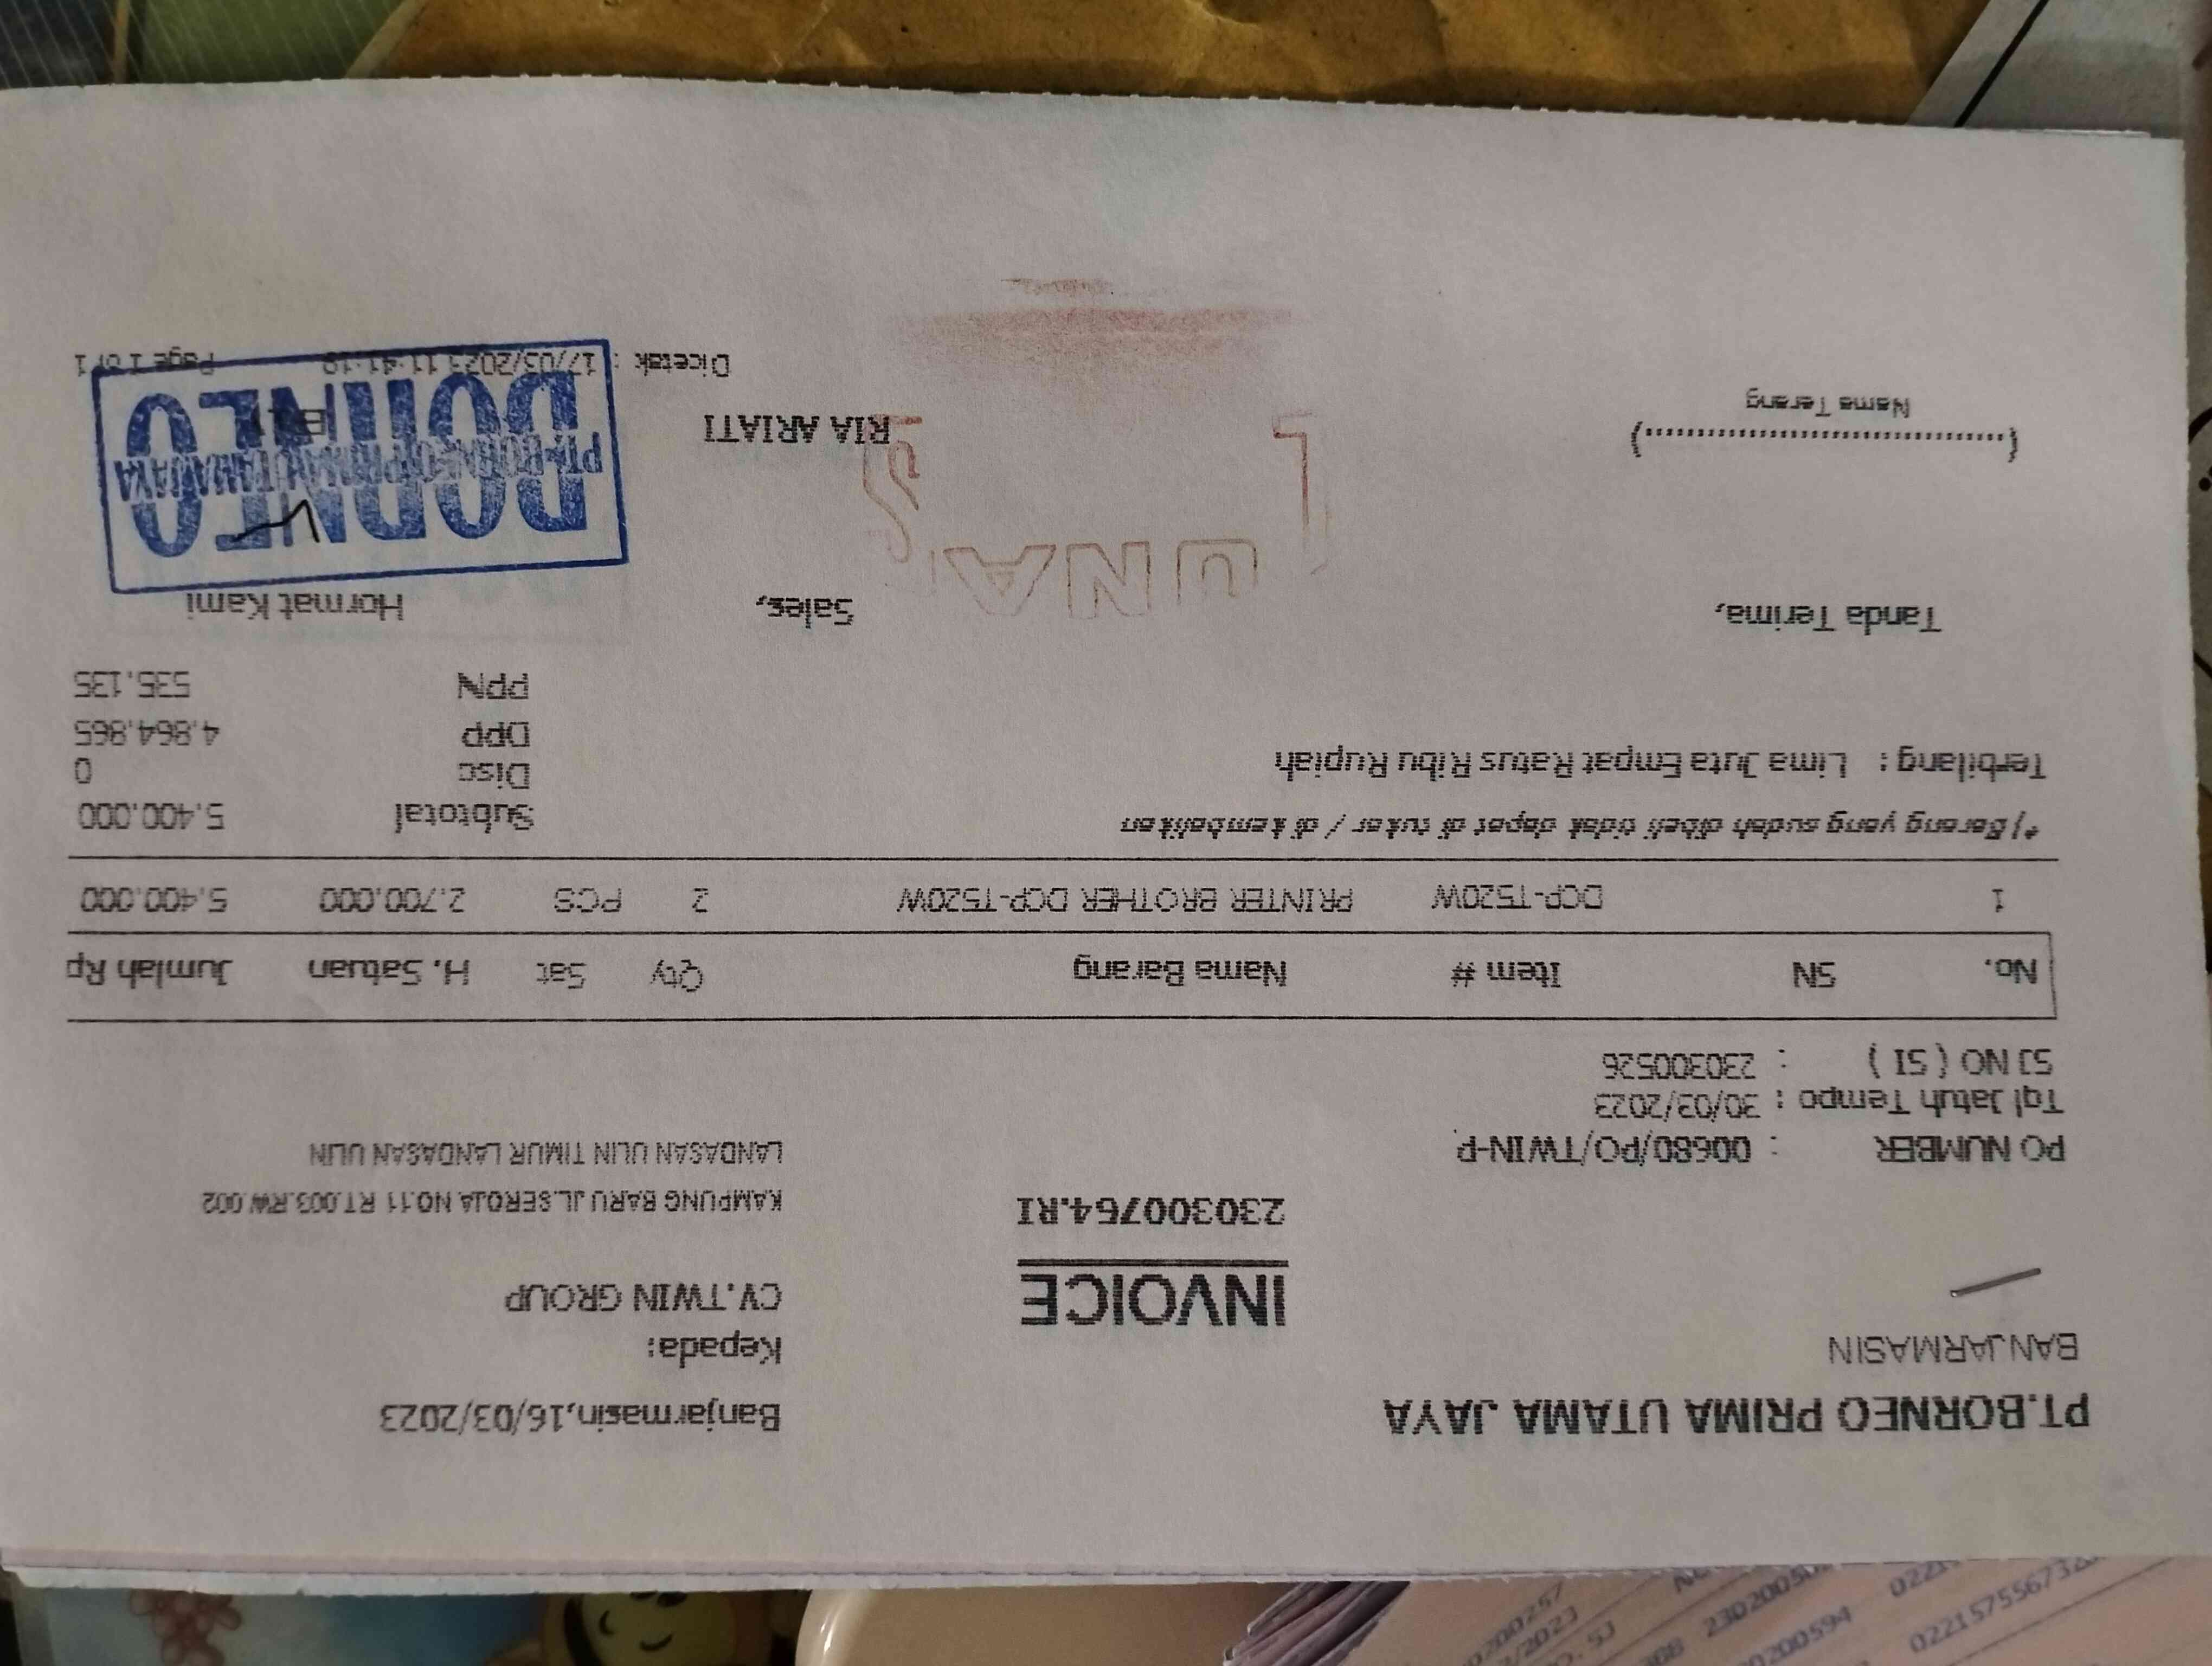 PT.BORNEO PRIMA UTAMA JAYA
BANJARMASIN
Banjarmasin,16/03/2023
Kepada:
CV.TWIN GROUP
KAMPUNG BARU JL.SEROJA NO.11 RT.003.RW.002
LANDASAN ULIN TIMUR LANDASAN ULIN
INVOICE
230300764.RI
PO NUMBER : 00680/PO/TWIN-P.
Tgl Jatuh Tempo : 30/03/2023
SJ NO ( SI ) : 230300526
No. SN Item # Nama Barang Qty Sat H. Satuan Jumlah Rp
1 DCP-T520W PRINTER BROTHER DCP-T520W 2 PCS 2.700.000 5.400.000
*)Barang yang sudah dibeli tidak dapat di tukar / di kembalikan
Terbilang : Lima Juta Empat Ratus Ribu Rupiah
Subtotal 5.400.000
Disc 0
DPP 4.864.865
PPN 535.135
Tanda Terima, Sales, Hormat Kami
LUNAS
BORNEO
PT. BORNEO PRIMA UTAMA JAYA
(....................................) RIA ARIATI
Nama Terang
Dicetak : 17/03/2023 11:41:19 Page 1 of 1
022157556732